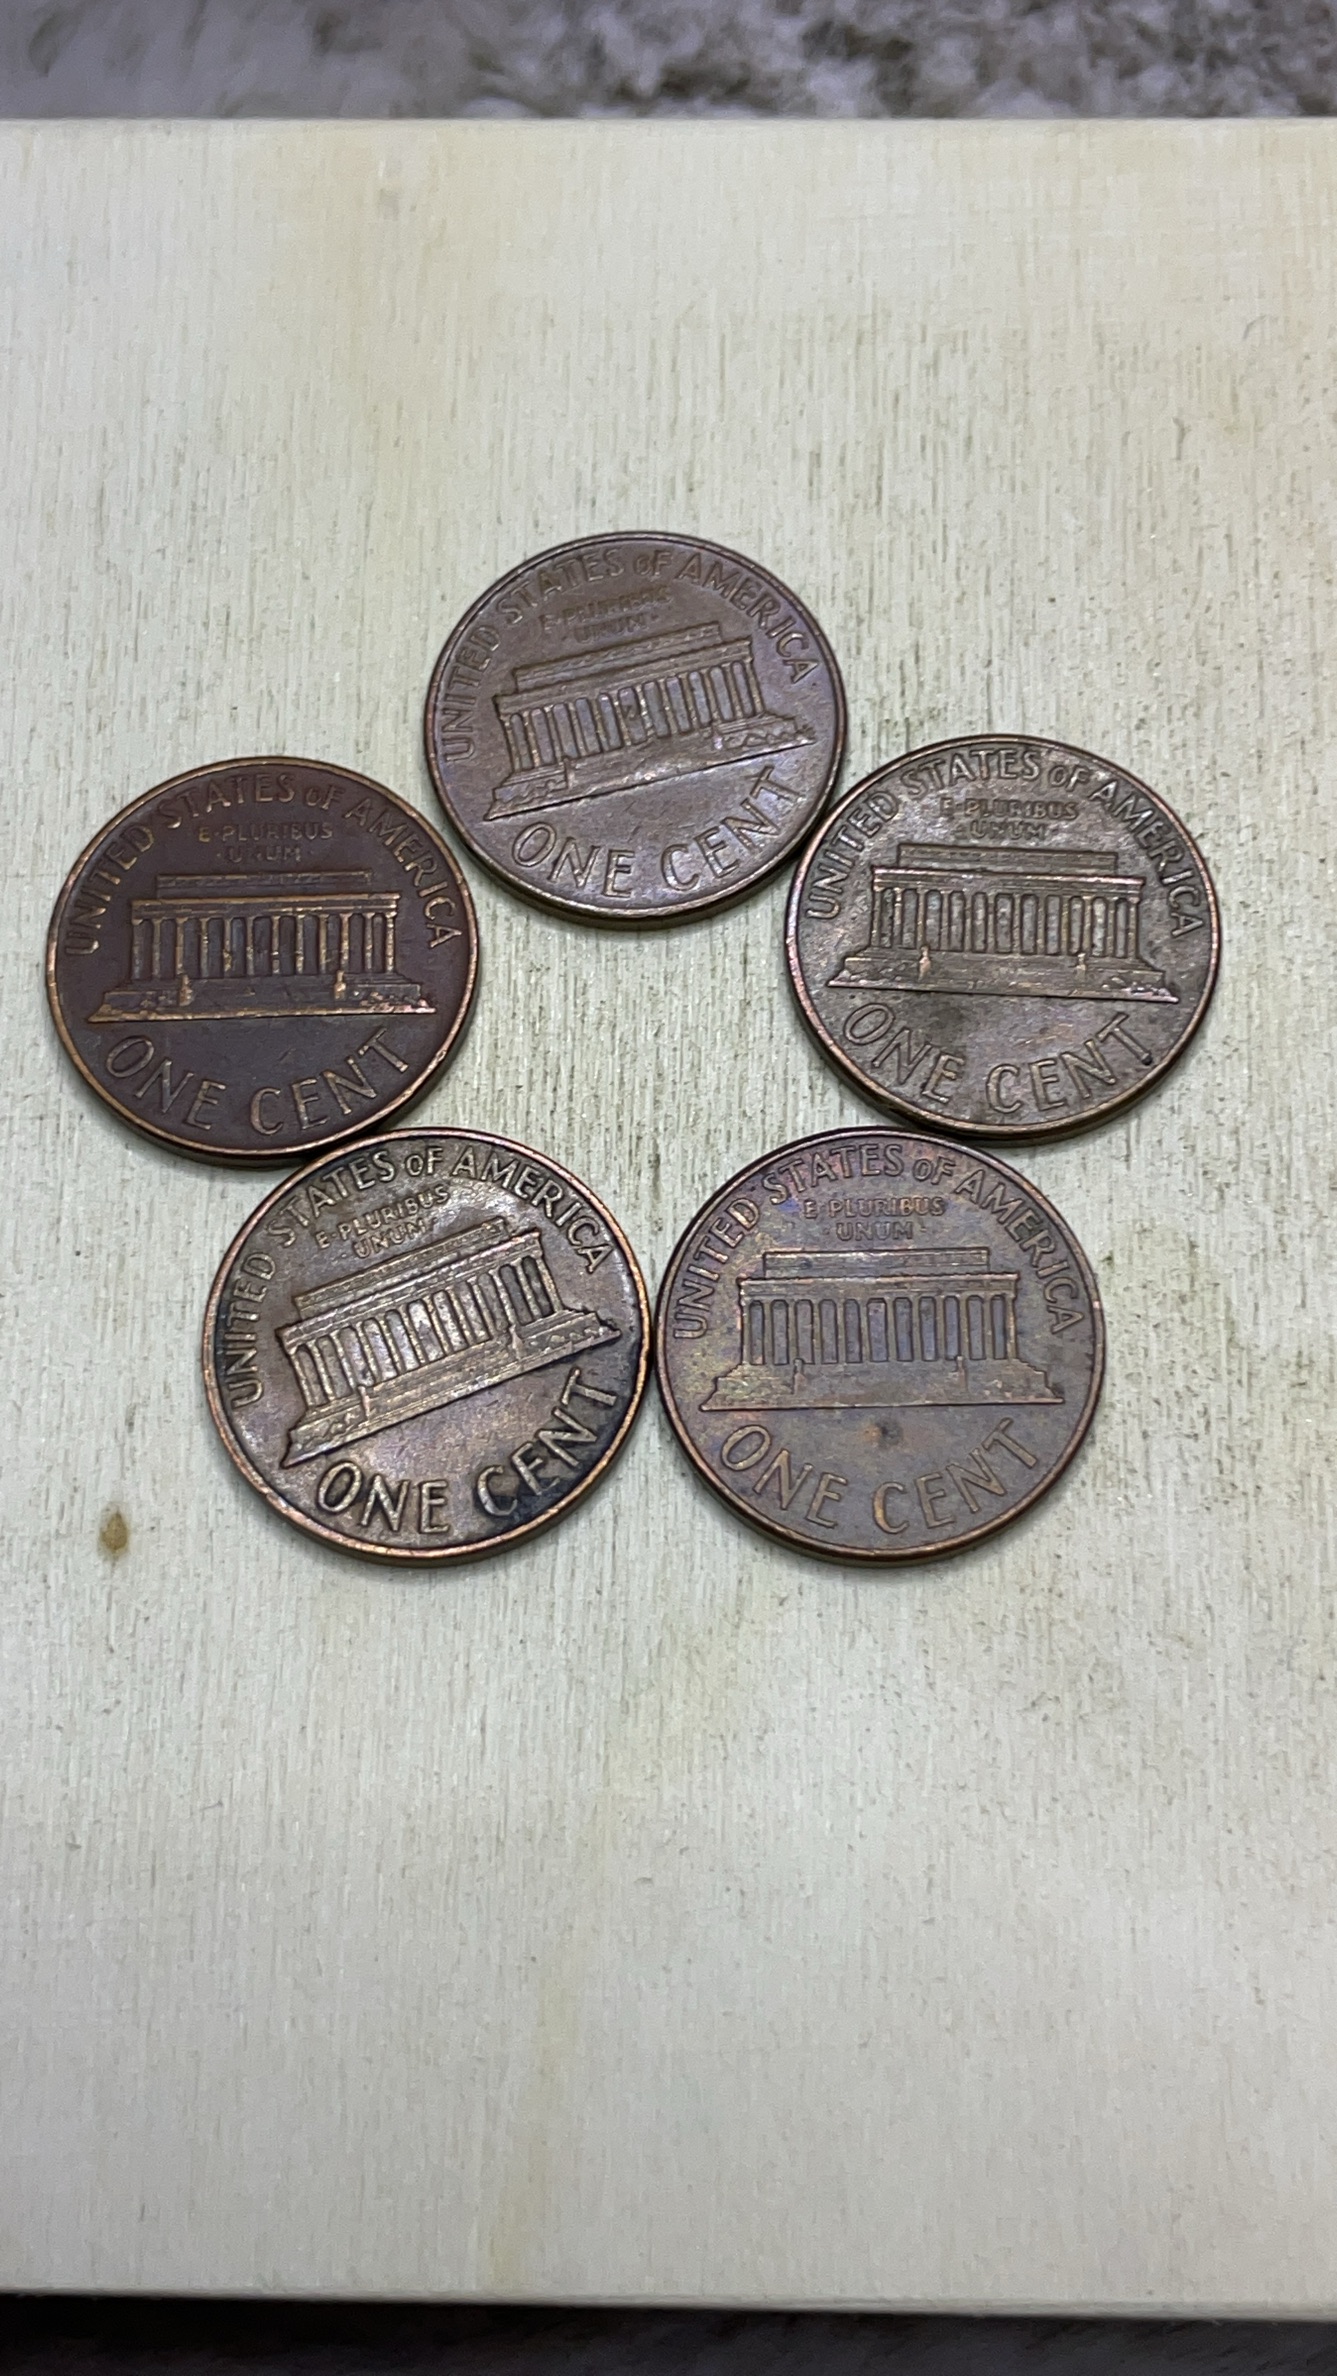 UNITED STATES OF AMERICA
E·PLURIBUS
·UNUM·
ONE CENT
UNITED STATES OF AMERICA
E·PLURIBUS
·UNUM·
ONE CENT
UNITED STATES OF AMERICA
E·PLURIBUS
·UNUM·
ONE CENT
UNITED STATES OF AMERICA
E·PLURIBUS
·UNUM·
ONE CENT
UNITED STATES OF AMERICA
E·PLURIBUS
·UNUM·
ONE CENT